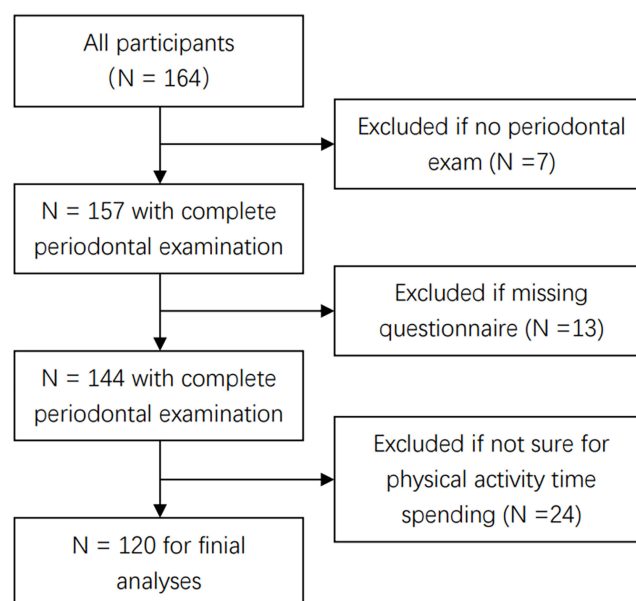 All participants
(N = 164)
Excluded if no periodontal
exam (N =7)
N = 157 with complete
periodontal examination
Excluded if missing
questionnaire (N =13)
N = 144 with complete
periodontal examination
Excluded if not sure for
physical activity time
spending (N =24)
N = 120 for finial
analyses